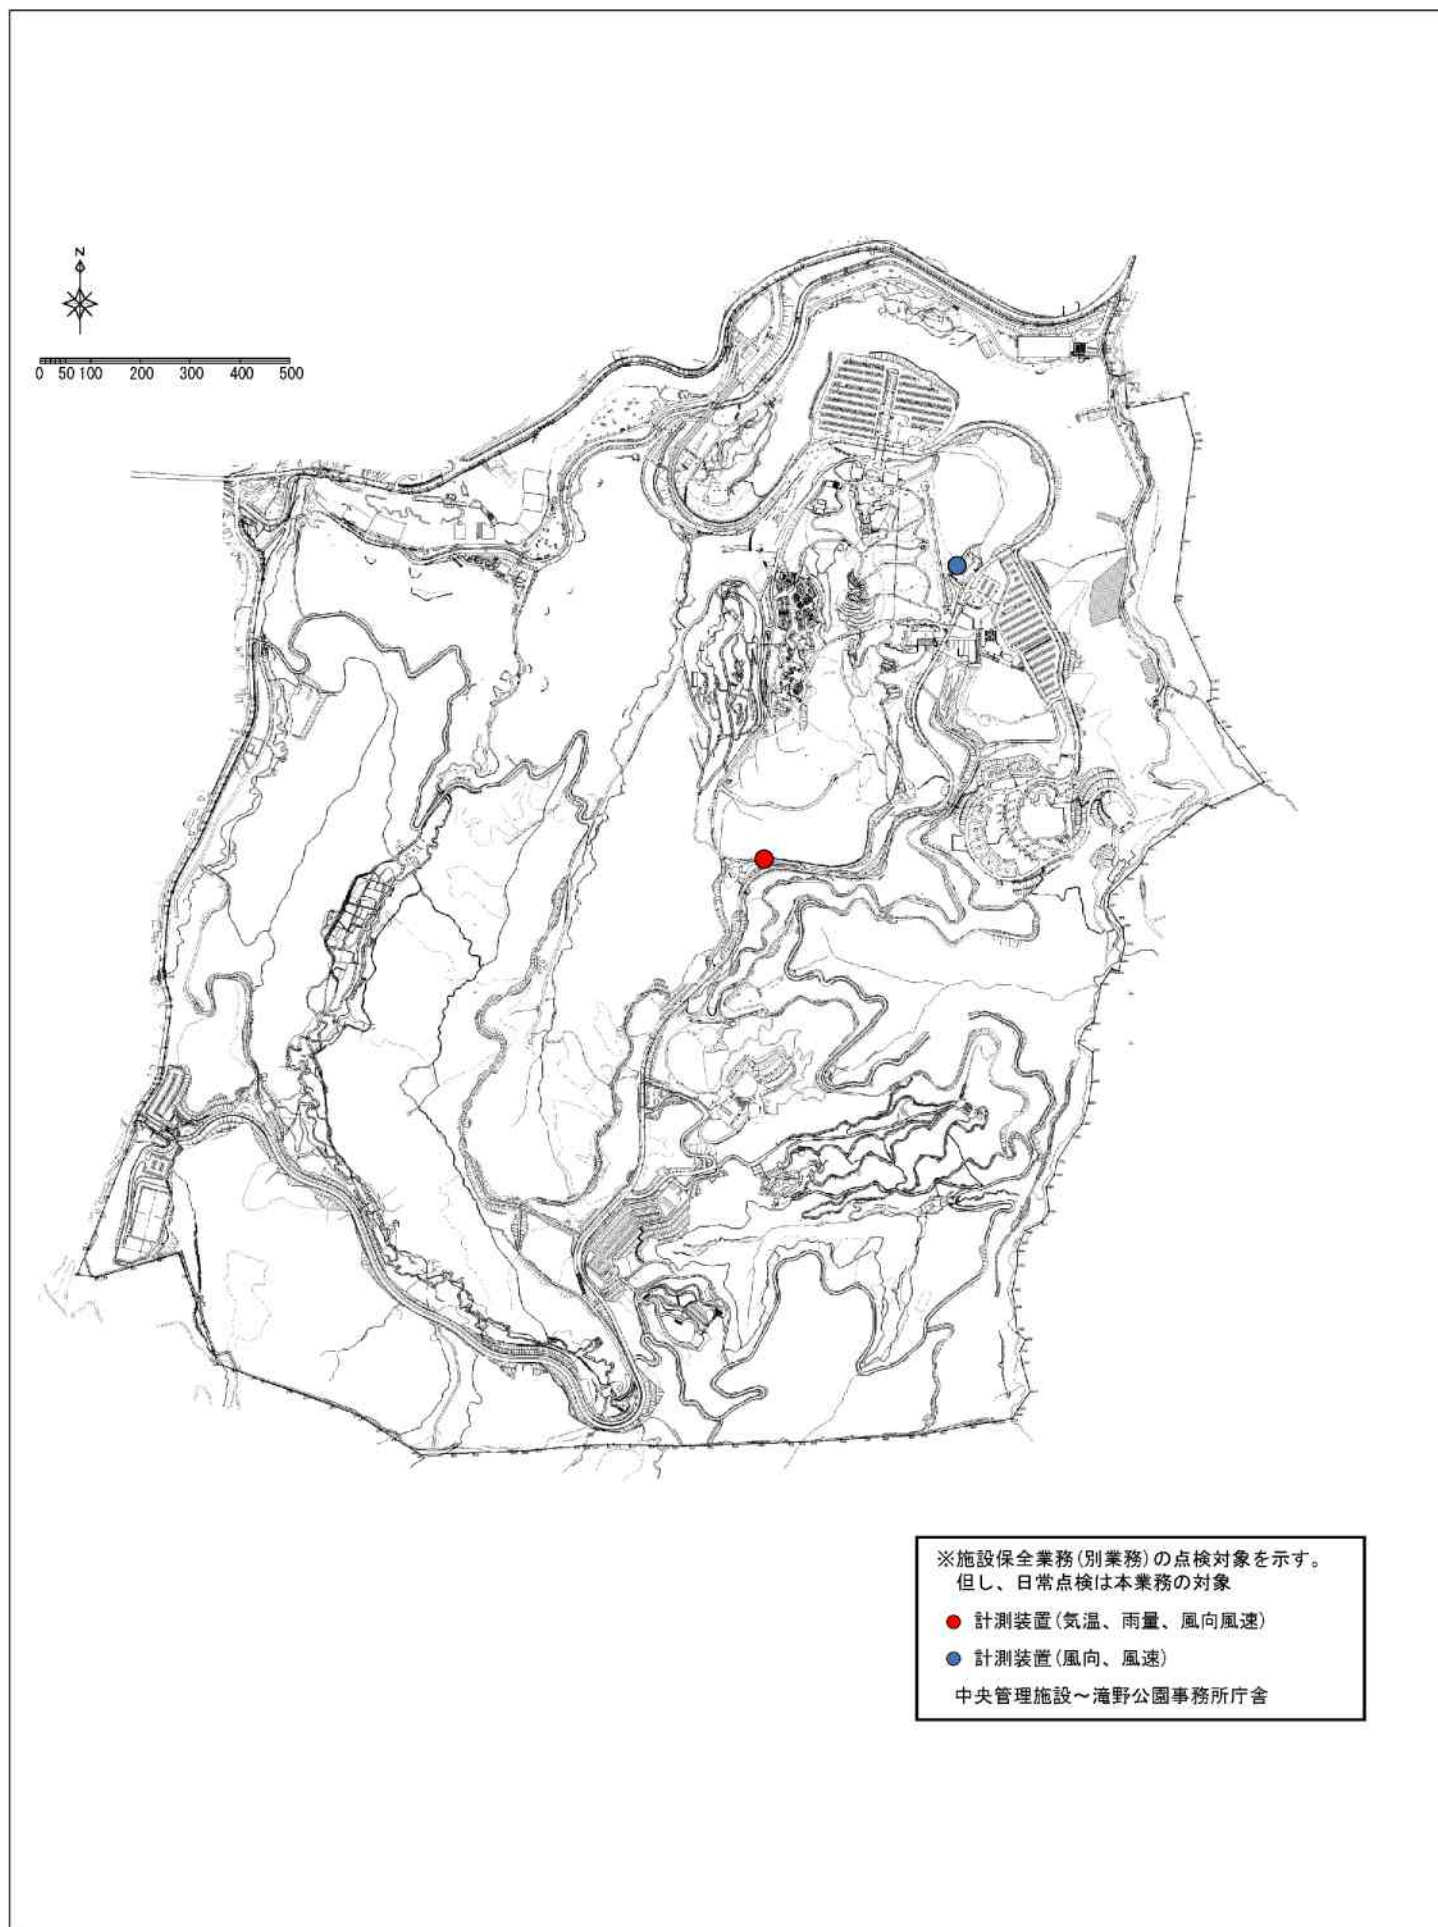 N
0 50 100 200 300 400 500
※施設保全業務(別業務)の点検対象を示す。
但し、日常点検は本業務の対象
計測装置(気温、雨量、風向風速)
計測装置(風向、風速)
中央管理施設～滝野公園事務所庁舎